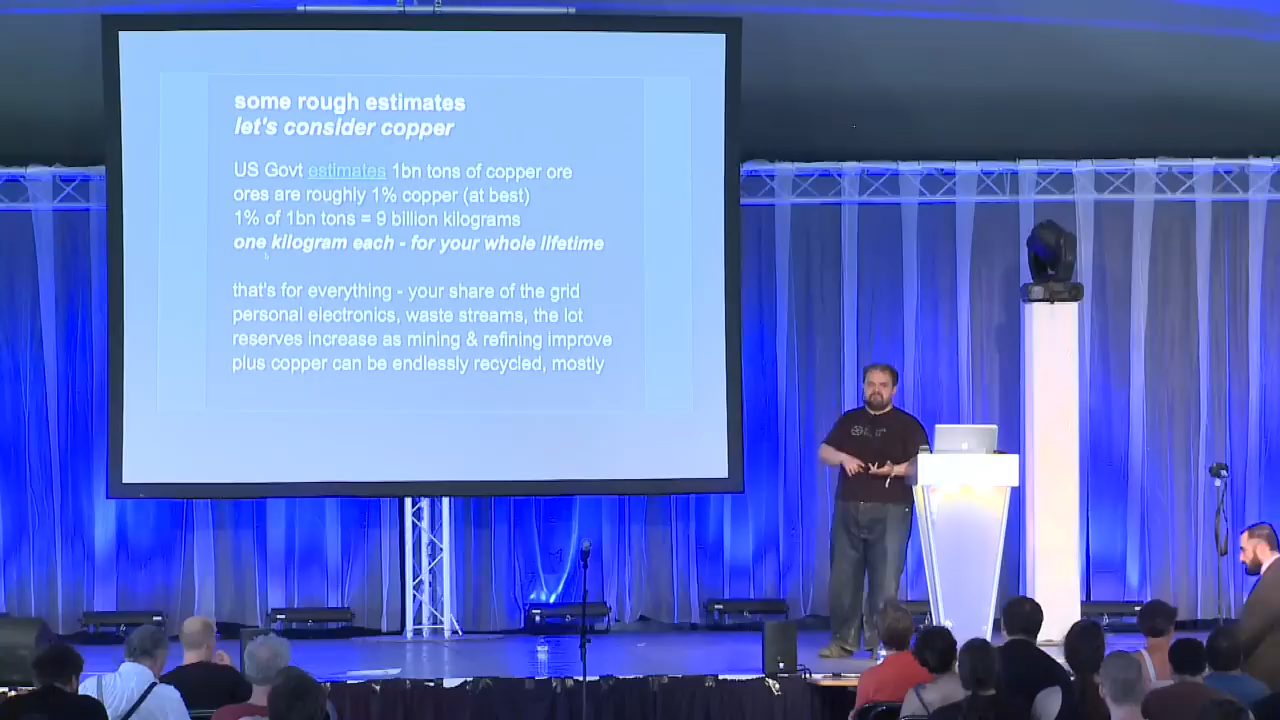 some rough estimates
let's consider copper
US Govt estimates 1bn tons of copper ore
ores are roughly 1% copper (at best)
1% of 1bn tons = 9 billion kilograms
one kilogram each - for your whole lifetime
that's for everything - your share of the grid
personal electronics, waste streams, the lot
reserves increase as mining & refining improve
plus copper can be endlessly recycled, mostly